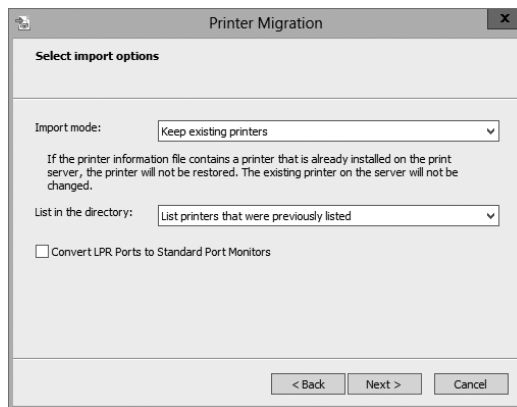 Printer Migration
x
Select import options
Import mode:
Keep existing printers
If the printer information file contains a printer that is already installed on the print
server, the printer will not be restored. The existing printer on the server will not be
changed.
List in the directory:
List printers that were previously listed
Convert LPR Ports to Standard Port Monitors
< Back
Next >
Cancel